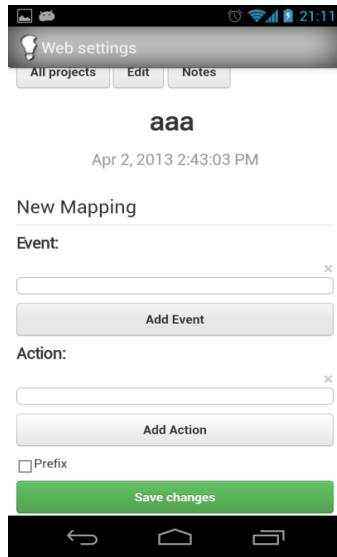 21:11
Web settings
All projects Edit Notes
aaa
Apr 2, 2013 2:43:03 PM
New Mapping
Event:
×
Add Event
Action:
×
Add Action
Prefix
Save changes